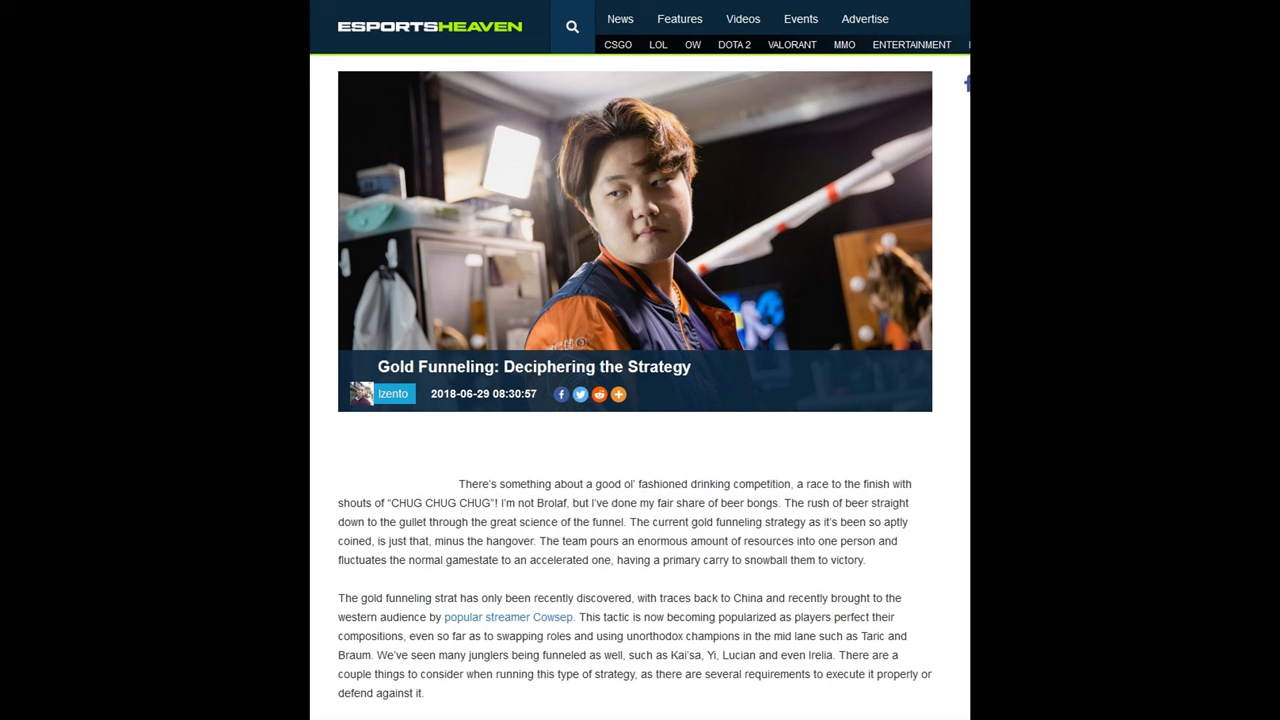 ESPORTSHEAVEN
News Features Videos Events Advertise
CSGO LOL OW DOTA 2 VALORANT MMO ENTERTAINMENT
Gold Funneling: Deciphering the Strategy
Izento 2018-06-29 08:30:57
There’s something about a good ol’ fashioned drinking competition, a race to the finish with
shouts of “CHUG CHUG CHUG”! I’m not Brolaf, but I’ve done my fair share of beer bongs. The rush of beer straight
down to the gullet through the great science of the funnel. The current gold funneling strategy as it’s been so aptly
coined, is just that, minus the hangover. The team pours an enormous amount of resources into one person and
fluctuates the normal gamestate to an accelerated one, having a primary carry to snowball them to victory.
The gold funneling strat has only been recently discovered, with traces back to China and recently brought to the
western audience by popular streamer Cowsep. This tactic is now becoming popularized as players perfect their
compositions, even so far as to swapping roles and using unorthodox champions in the mid lane such as Taric and
Braum. We’ve seen many junglers being funneled as well, such as Kai’sa, Yi, Lucian and even Irelia. There are a
couple things to consider when running this type of strategy, as there are several requirements to execute it properly or
defend against it.